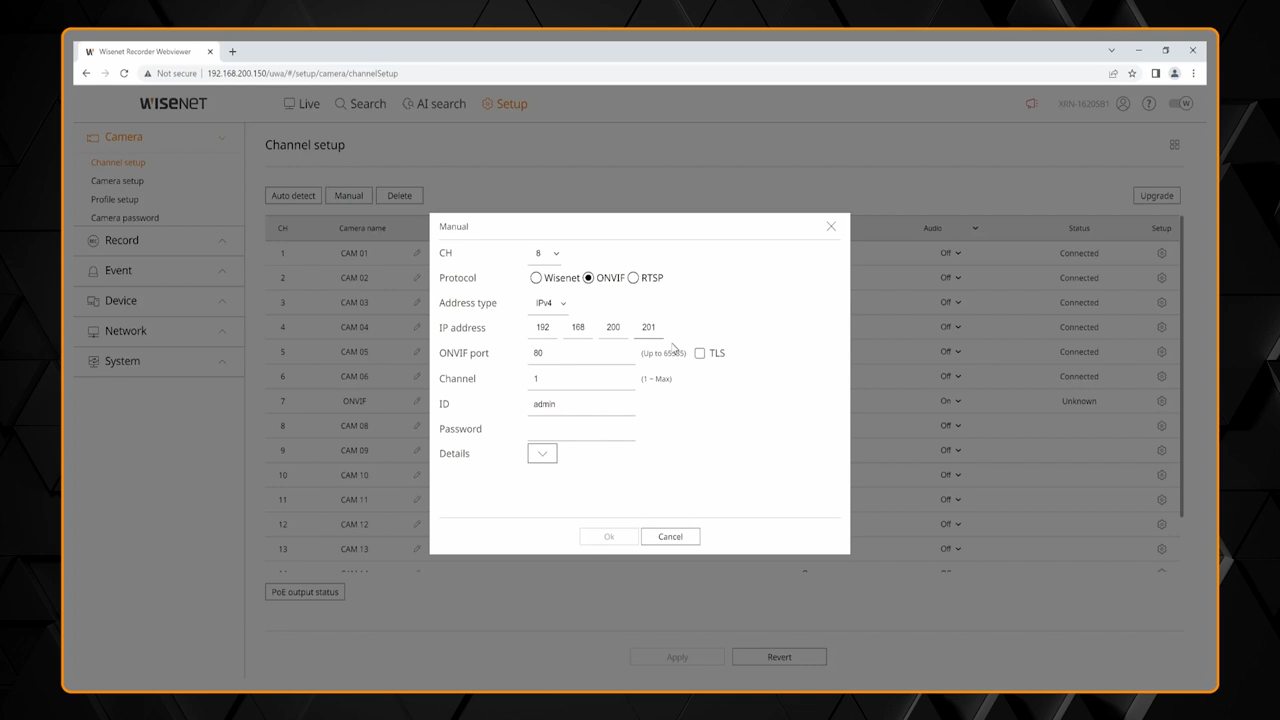 Wisenet Recorder Webviewer
Not secure 192.168.200.150/uwa/#/setup/camera/channelSetup
WISENET Live Search AI search Setup XRN-1620SB1
Camera
Channel setup
Camera setup
Profile setup
Camera password
Record
Event
Device
Network
System
Channel setup
Auto detect Manual Delete Upgrade
CH Camera name Audio Status Setup
1 CAM 01 Off Connected
2 CAM 02 Off Connected
3 CAM 03 Off Connected
4 CAM 04 Off Connected
5 CAM 05 Off Connected
6 CAM 06 Off Connected
7 ONVIF On Unknown
8 CAM 08 Off
9 CAM 09 Off
10 CAM 10 Off
11 CAM 11 Off
12 CAM 12 Off
13 CAM 13 Off
PoE output status
Apply Revert
Manual
CH 8
Protocol Wisenet ONVIF RTSP
Address type IPv4
IP address 192 168 200 201
ONVIF port 80 (Up to 65535) TLS
Channel 1 (1 ~ Max)
ID admin
Password
Details
Ok Cancel